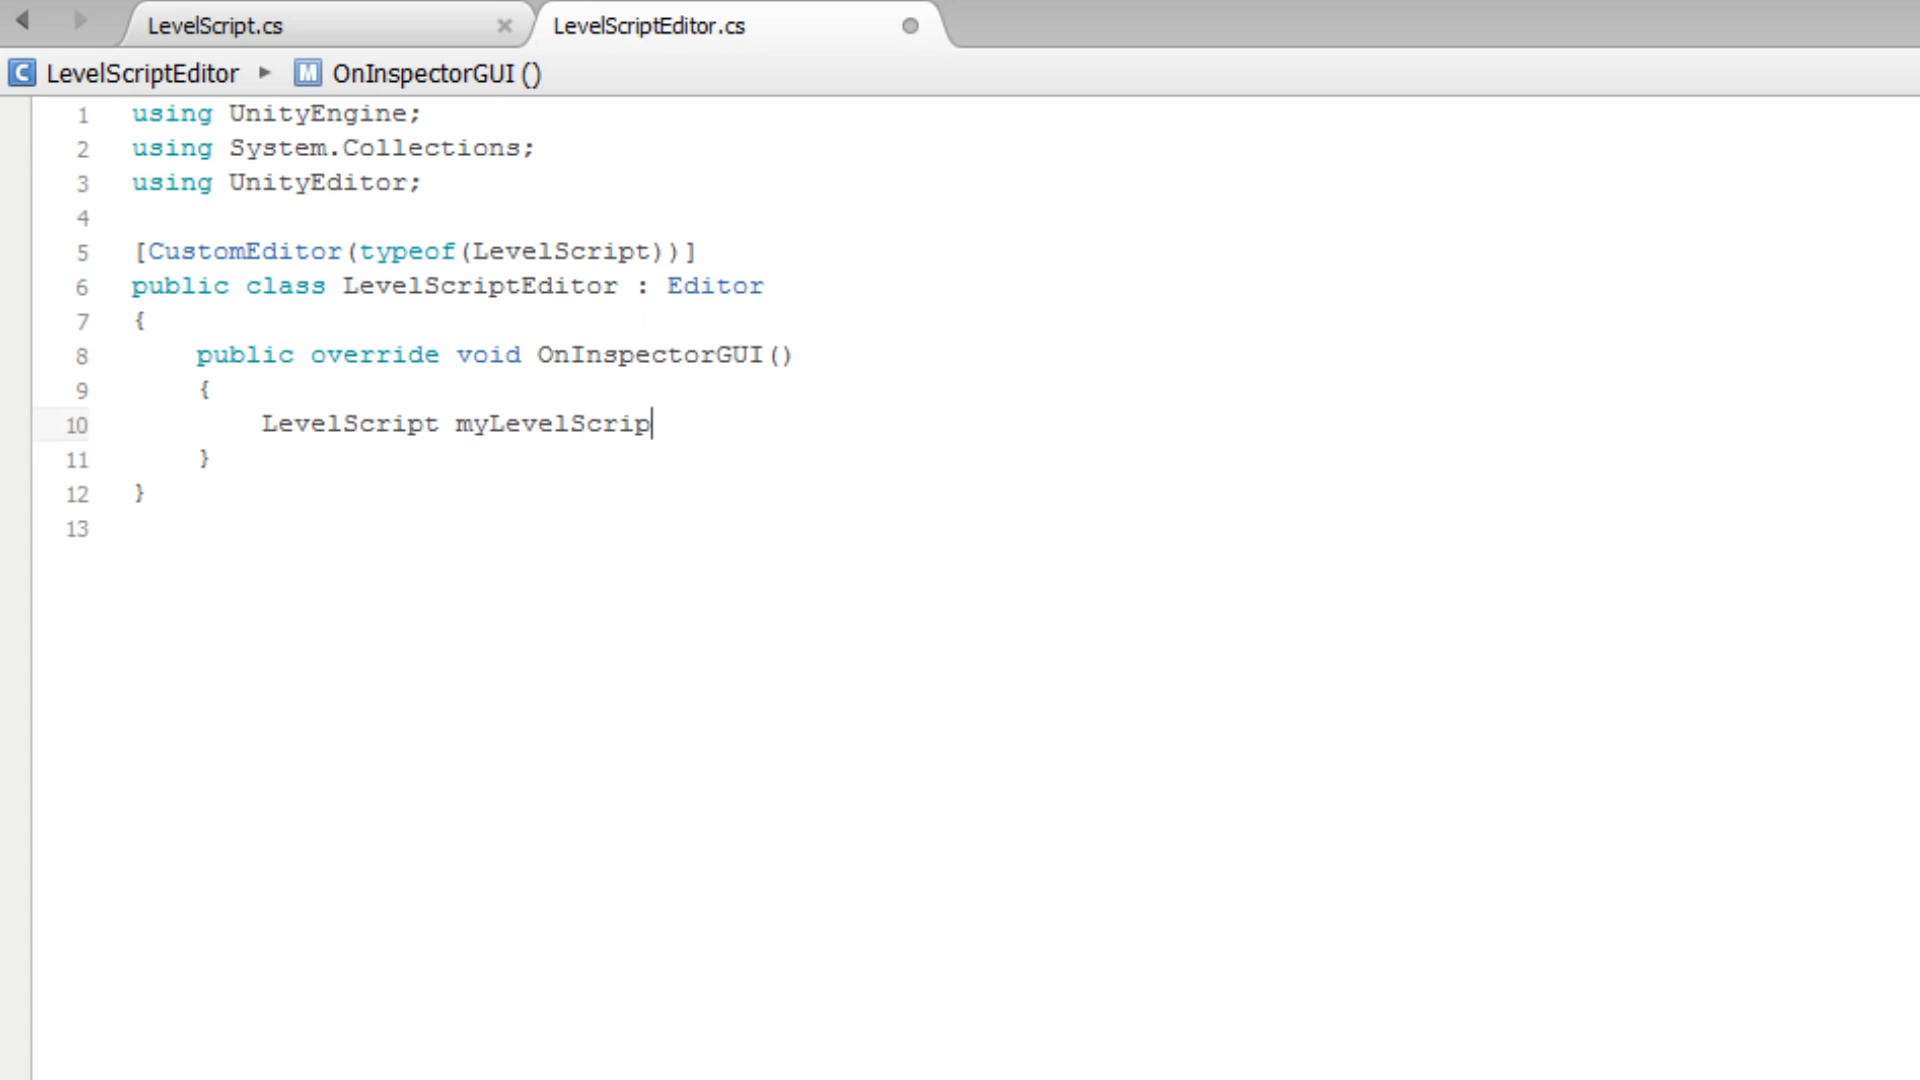 LevelScript.cs
LevelScriptEditor.cs
C LevelScriptEditor M OnInspectorGUI ()
1 using UnityEngine;
2 using System.Collections;
3 using UnityEditor;
4
5 [CustomEditor(typeof(LevelScript))]
6 public class LevelScriptEditor : Editor
7 {
8 public override void OnInspectorGUI()
9 {
10 LevelScript myLevelScrip
11 }
12 }
13